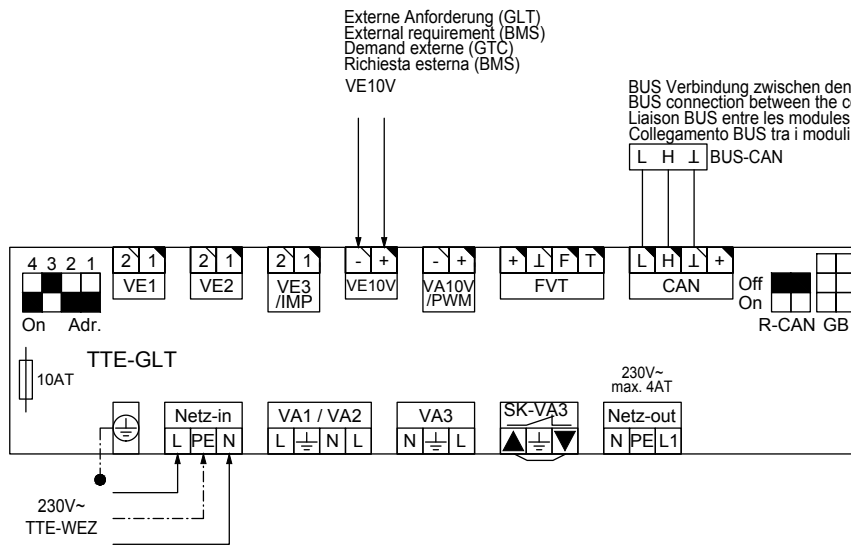 Externe Anforderung (GLT)
External requirement (BMS)
Demand externe (GTC)
Richiesta esterna (BMS)
VE10V
BUS Verbindung zwischen den
BUS connection between the
Liaison BUS entre les modules
Collegamento BUS tra i moduli
L H ⊥ BUS-CAN
4 3 2 1
On Adr.
2 1
VE1
2 1
VE2
2 1
VE3
/IMP
- +
VE10V
- +
VA10V
/PWM
+ ⊥ F T
FVT
L H ⊥ +
CAN
Off
On
R-CAN GB
10AT
TTE-GLT
Netz-in
L PE N
VA1 / VA2
L ⏚ N L
VA3
N ⏚ L
SK-VA3
230V~
max. 4AT
Netz-out
N PE L1
230V~
TTE-WEZ